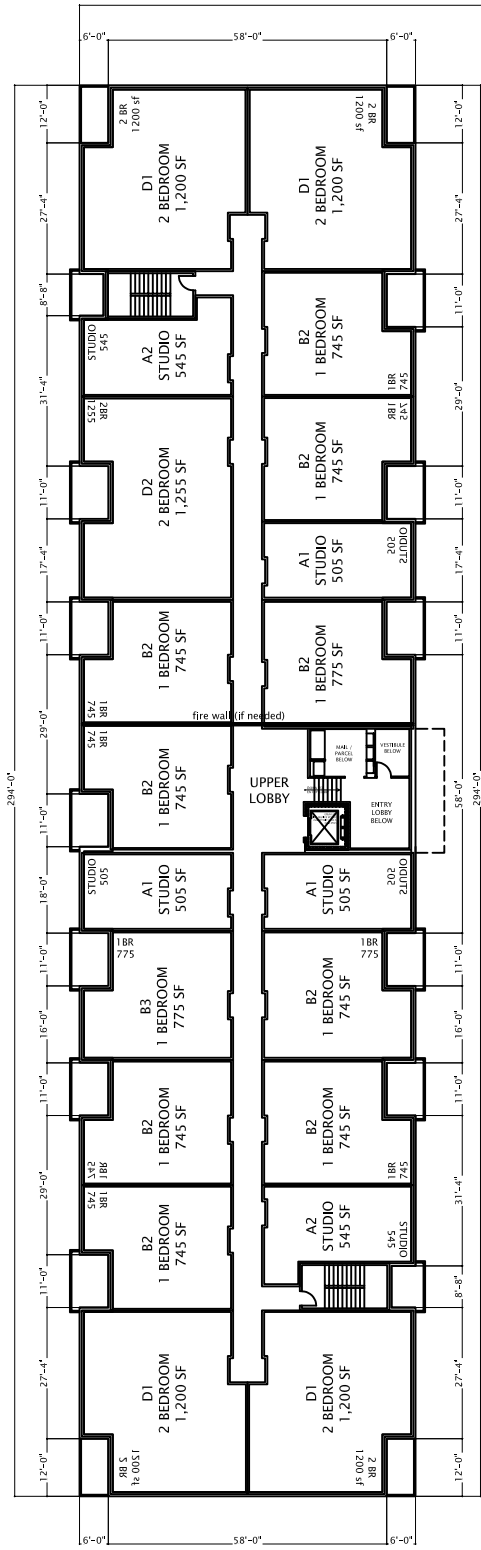 6'-0"
58'-0"
6'-0"
12'-0"
27'-4"
8'-8"
31'-4"
11'-0"
17'-4"
11'-0"
29'-0"
11'-0"
18'-0"
11'-0"
16'-0"
11'-0"
29'-0"
11'-0"
27'-4"
12'-0"
294'-0"
2 BR
1200 sf
D1
2 BEDROOM
1,200 SF
2 BR
1200 sf
D1
2 BEDROOM
1,200 SF
STUDIO
545
A2
STUDIO
545 SF
B2
1 BEDROOM
745 SF
1BR
745
2BR
1255
D2
2 BEDROOM
1,255 SF
1BR
745
B2
1 BEDROOM
745 SF
A1
STUDIO
505 SF
STUDIO
505
B2
1 BEDROOM
745 SF
1BR
745
B2
1 BEDROOM
775 SF
fire wall (if needed)
1BR
745
B2
1 BEDROOM
745 SF
UPPER
LOBBY
MAIL /
PARCEL
BELOW
VESTIBULE
BELOW
ENTRY
LOBBY
BELOW
STUDIO
505
A1
STUDIO
505 SF
A1
STUDIO
505 SF
STUDIO
505
1BR
775
B3
1 BEDROOM
775 SF
1BR
775
B2
1 BEDROOM
745 SF
B2
1 BEDROOM
745 SF
1BR
745
B2
1 BEDROOM
745 SF
1BR
745
1BR
745
B2
1 BEDROOM
745 SF
A2
STUDIO
545 SF
STUDIO
545
D1
2 BEDROOM
1,200 SF
2 BR
1200 sf
D1
2 BEDROOM
1,200 SF
2 BR
1200 sf
12'-0"
27'-4"
11'-0"
29'-0"
11'-0"
17'-4"
11'-0"
58'-0"
11'-0"
16'-0"
11'-0"
31'-4"
8'-8"
27'-4"
12'-0"
294'-0"
6'-0"
58'-0"
6'-0"